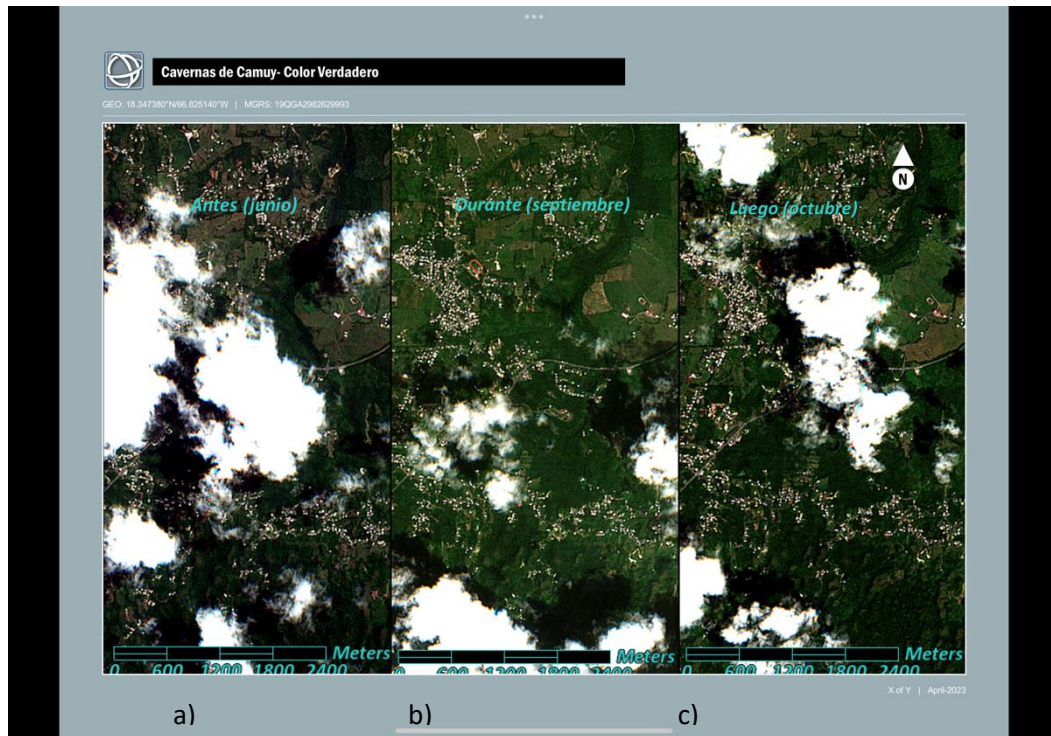 Cavernas de Camuy- Color Verdadero
GEO: 18.347380°N/66.825140°W | MGRS: 19QGA2982629993
Antes (junio)
Durante (septiembre)
Luego (octubre)
N
Meters
0 600 1200 1800 2400
Meters
0 600 1200 1800 2400
Meters
0 600 1200 1800 2400
X of Y | April-2023
a) b) c)